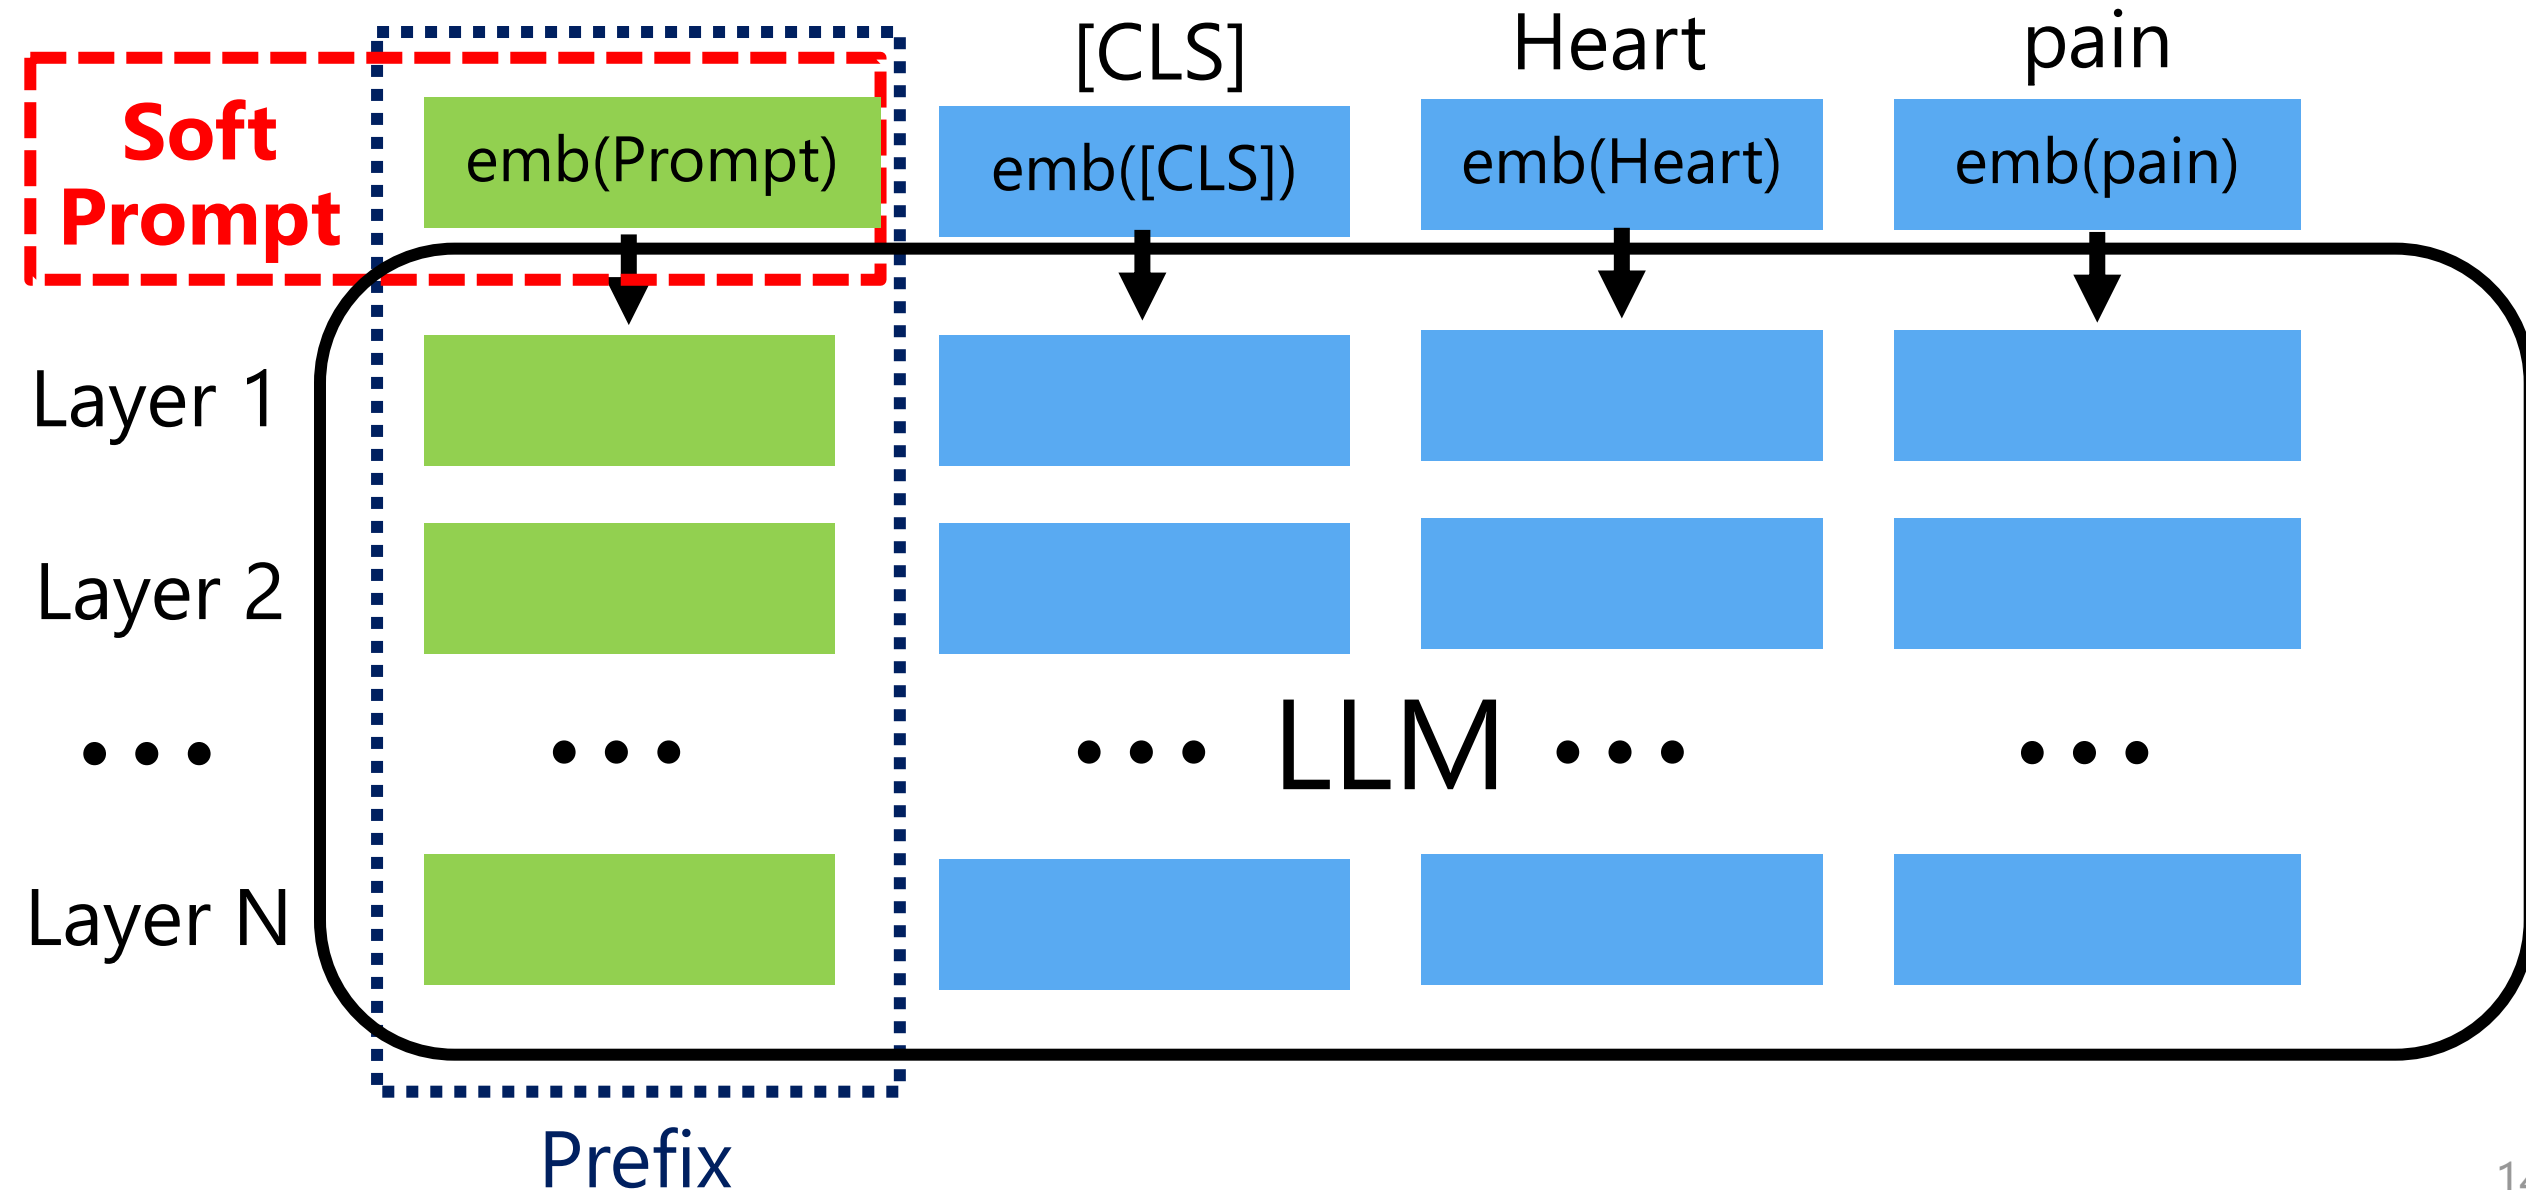 [CLS]
Heart
pain
Soft
Prompt
emb(Prompt)
emb([CLS])
emb(Heart)
emb(pain)
Layer 1
Layer 2
••• ••• ••• LLM ••• •••
Layer N
Prefix